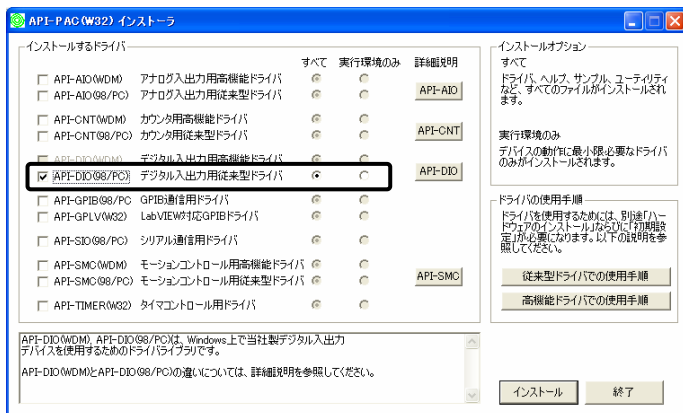 API-PAC(W32) インストーラ
インストールするドライバ
すべて 実行環境のみ 詳細説明
API-AIO(WDM) アナログ入出力用高機能ドライバ
API-AIO(98/PC) アナログ入出力用従来型ドライバ
API-AIO
API-CNT(WDM) カウンタ用高機能ドライバ
API-CNT(98/PC) カウンタ用従来型ドライバ
API-CNT
API-DIO(WDM) デジタル入出力用高機能ドライバ
API-DIO(98/PC) デジタル入出力用従来型ドライバ
API-DIO
API-GPIB(98/PC) GPIB通信用ドライバ
API-GPLV(W32) LabVIEW対応GPIBドライバ
API-SIO(98/PC) シリアル通信用ドライバ
API-SMC(WDM) モーションコントロール用高機能ドライバ
API-SMC(98/PC) モーションコントロール用従来型ドライバ
API-SMC
API-TIMER(W32) タイマコントロール用ドライバ
インストールオプション
すべて
ドライバ、ヘルプ、サンプル、ユーティリティ
など、すべてのファイルがインストールされ
ます。
実行環境のみ
デバイスの動作に最小限必要なドライバ
のみがインストールされます。
ドライバの使用手順
ドライバを使用するためには、別途「ハー
ドウェアのインストール」ならびに「初期設
定」が必要になります。以下の説明を参
照してください。
従来型ドライバでの使用手順
高機能ドライバでの使用手順
API-DIO(WDM), API-DIO(98/PC)は、Windows上で当社製デジタル入出力
デバイスを使用するためのドライバライブラリです。
API-DIO(WDM)とAPI-DIO(98/PC)の違いについては、詳細説明を参照してください。
インストール
終了